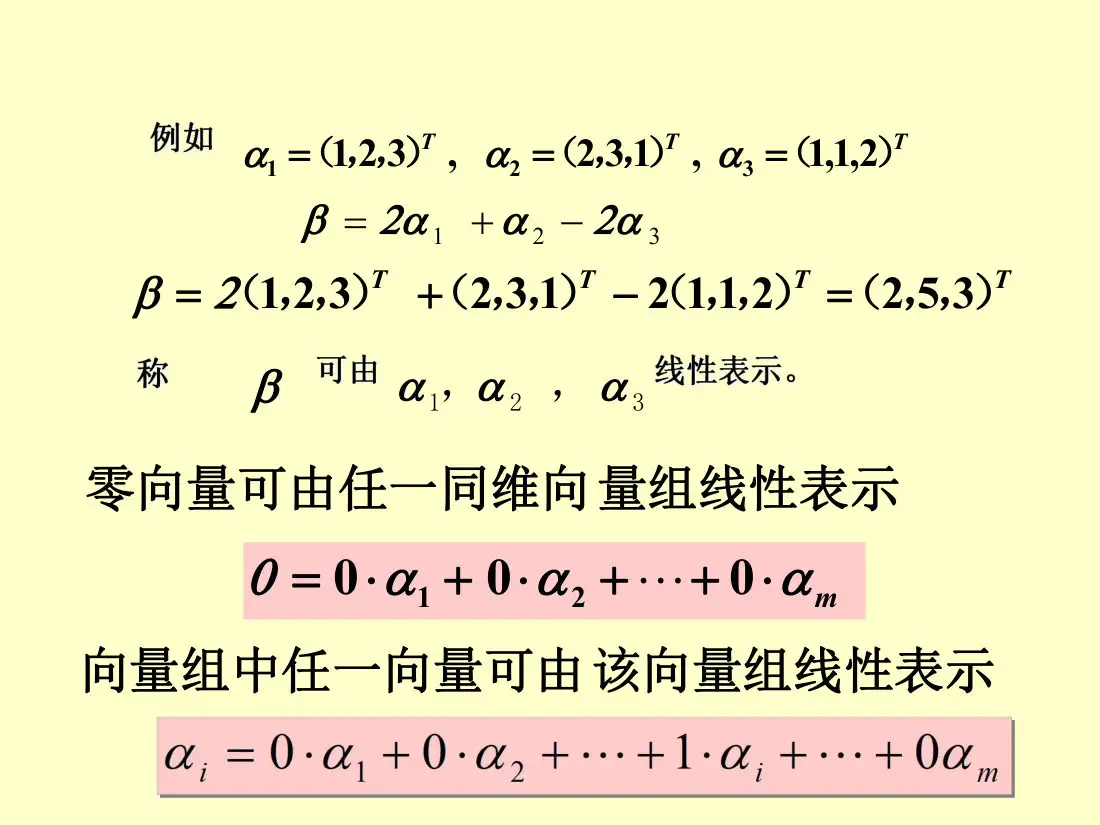 例如 α₁ = (1,2,3)ᵀ , α₂ = (2,3,1)ᵀ , α₃ = (1,1,2)ᵀ
β = 2α₁ + α₂ − 2α₃
β = 2(1,2,3)ᵀ + (2,3,1)ᵀ − 2(1,1,2)ᵀ = (2,5,3)ᵀ
称 β 可由 α₁, α₂ , α₃ 线性表示。
零向量可由任一同维向量组线性表示
0 = 0·α₁ + 0·α₂ + ⋯ + 0·αₘ
向量组中任一向量可由该向量组线性表示
αᵢ = 0·α₁ + 0·α₂ + ⋯ + 1·αᵢ + ⋯ + 0αₘ